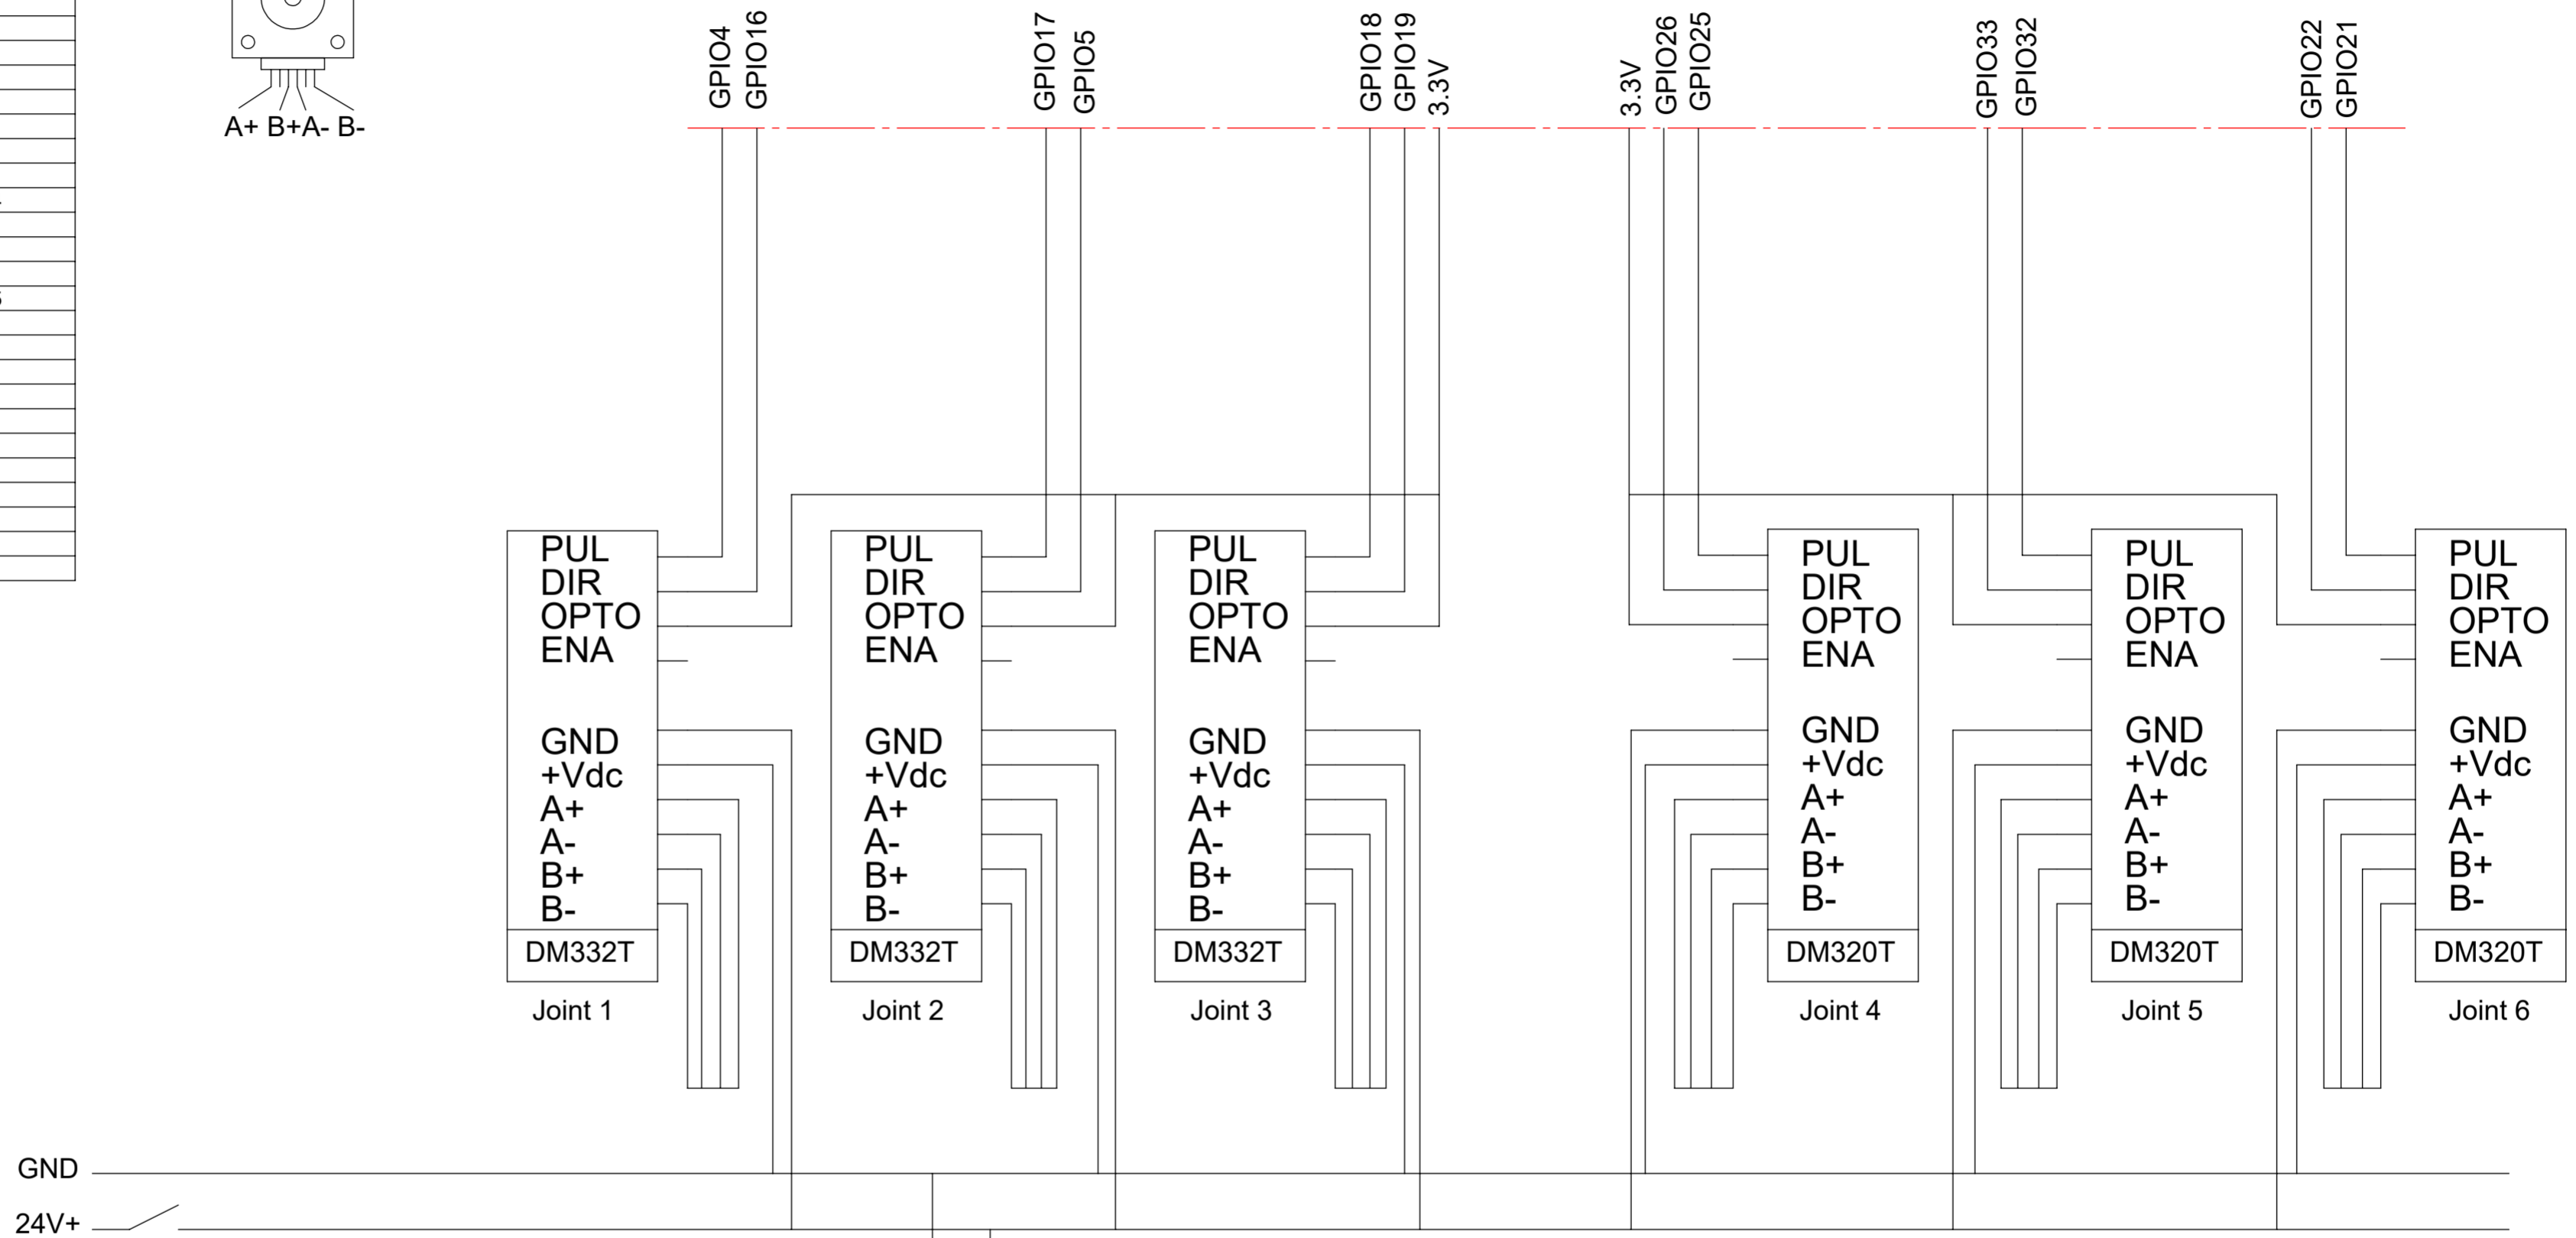 A+ B+A- B-
GPIO4
GPIO16
GPIO17
GPIO5
GPIO18
GPIO19
3.3V
3.3V
GPIO26
GPIO25
GPIO33
GPIO32
GPIO22
GPIO21
PUL
DIR
OPTO
ENA
GND
+Vdc
A+
A-
B+
B-
DM332T
Joint 1
PUL
DIR
OPTO
ENA
GND
+Vdc
A+
A-
B+
B-
DM332T
Joint 2
PUL
DIR
OPTO
ENA
GND
+Vdc
A+
A-
B+
B-
DM332T
Joint 3
PUL
DIR
OPTO
ENA
GND
+Vdc
A+
A-
B+
B-
DM320T
Joint 4
PUL
DIR
OPTO
ENA
GND
+Vdc
A+
A-
B+
B-
DM320T
Joint 5
PUL
DIR
OPTO
ENA
GND
+Vdc
A+
A-
B+
B-
DM320T
Joint 6
GND
24V+